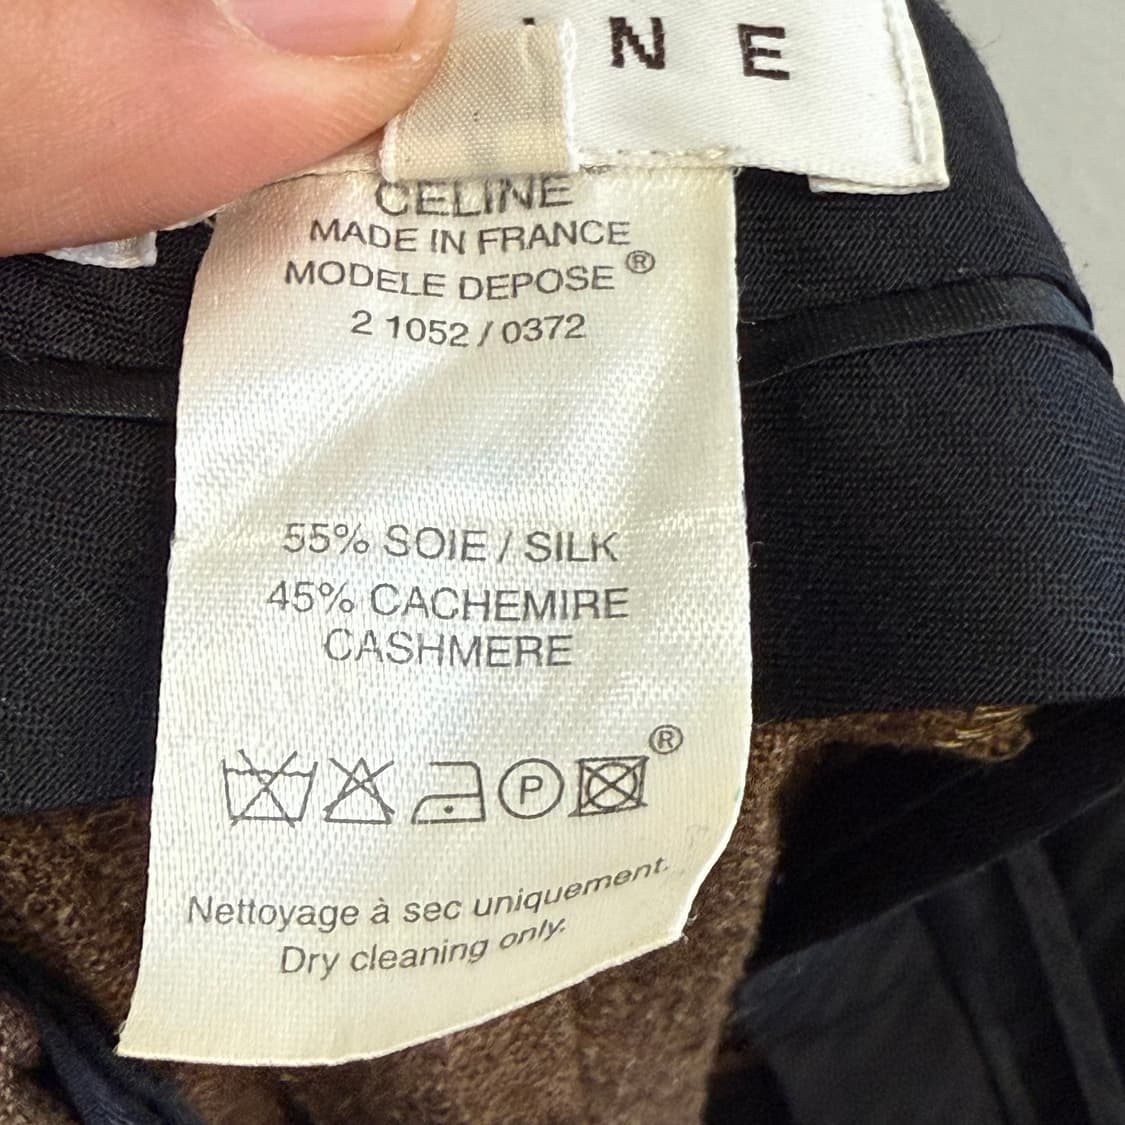 N E
CELINE
MADE IN FRANCE
MODELE DEPOSE ®
2 1052 / 0372
55% SOIE / SILK
45% CACHEMIRE
CASHMERE
®
P
Nettoyage à sec uniquement.
Dry cleaning only.